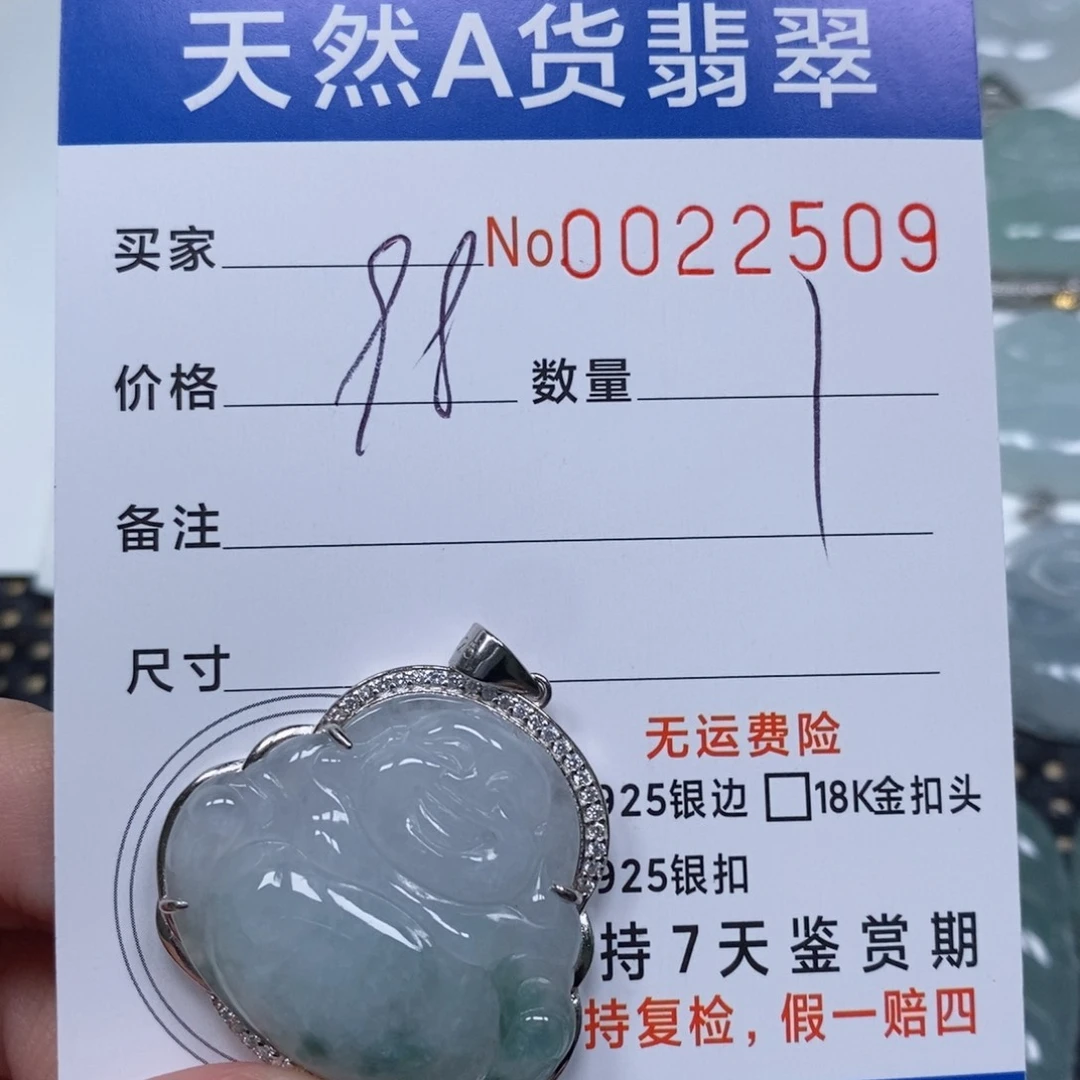 天然A货翡翠
买家 No 0022509
价格 88 数量 1
备注
尺寸
无运费险
925银边 □18K金扣头
925银扣
持7天鉴赏期
持复检，假一赔四